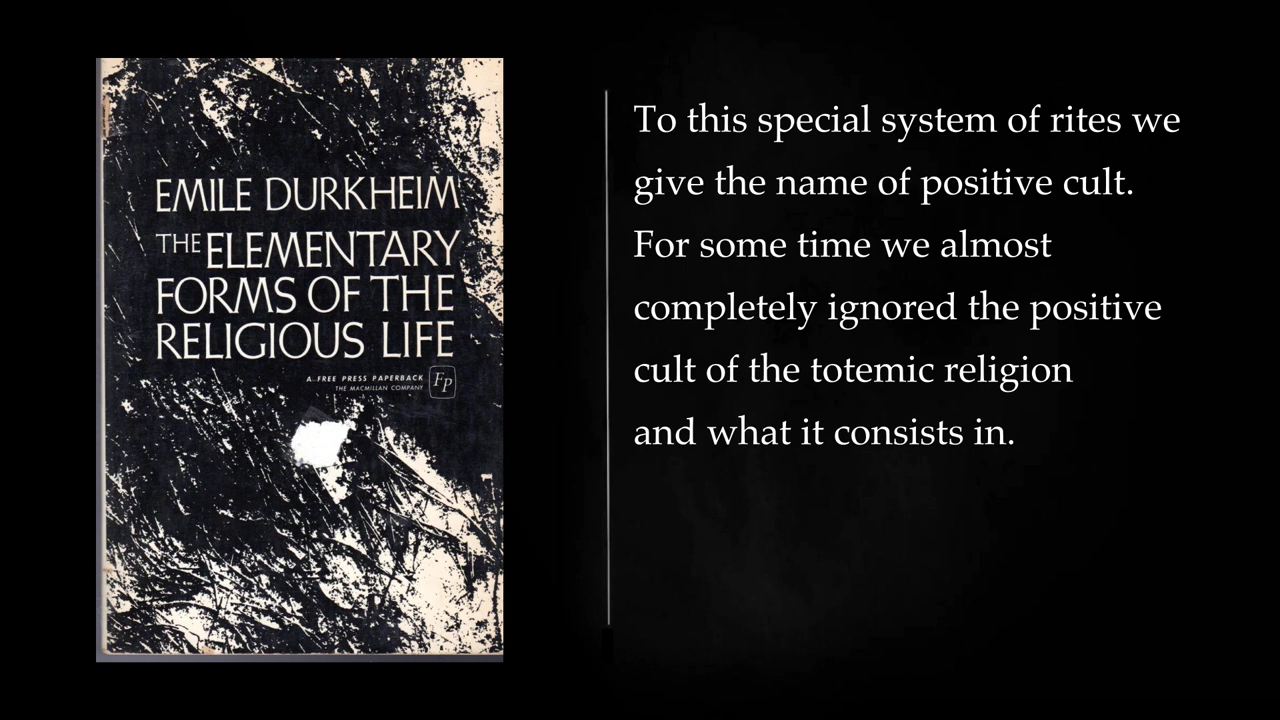 EMILE DURKHEIM
THE ELEMENTARY
FORMS OF THE
RELIGIOUS LIFE
A FREE PRESS PAPERBACK
THE MACMILLAN COMPANY
FP
To this special system of rites we
give the name of positive cult.
For some time we almost
completely ignored the positive
cult of the totemic religion
and what it consists in.